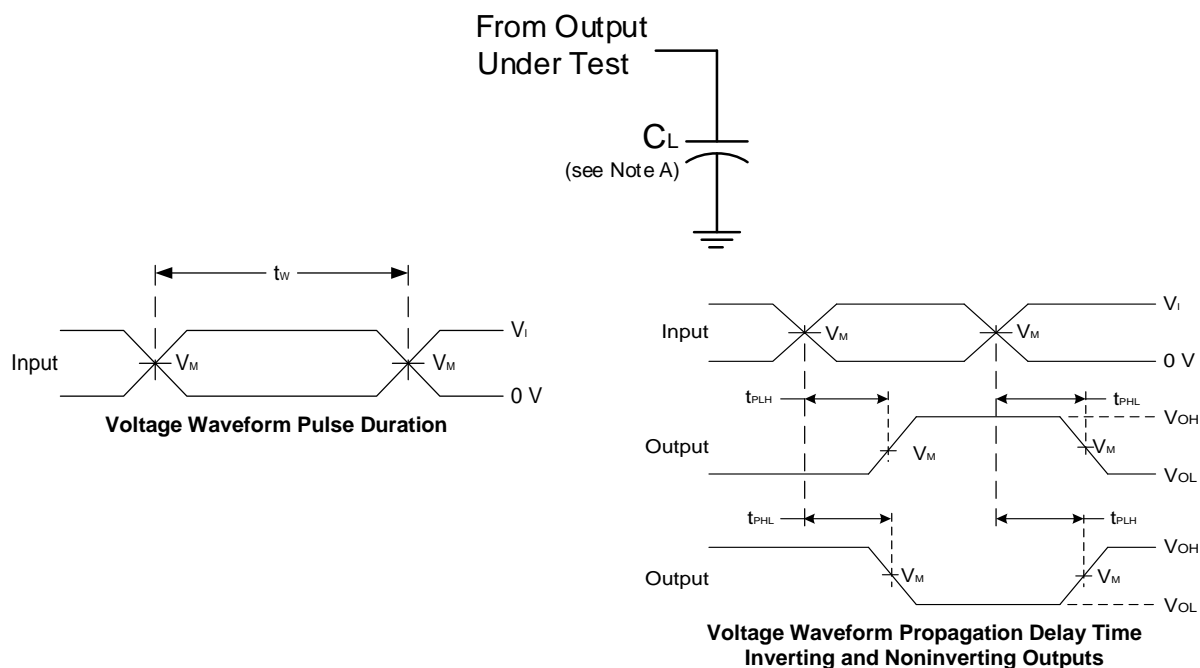 From Output
Under Test
CL
(see Note A)
tW
VI
Input
VM
VM
0 V
Voltage Waveform Pulse Duration
VI
Input
VM
VM
0 V
tPLH
tPHL
VOH
Output
VM
VM
VOL
tPHL
tPLH
VOH
Output
VM
VM
VOL
Voltage Waveform Propagation Delay Time
Inverting and Noninverting Outputs